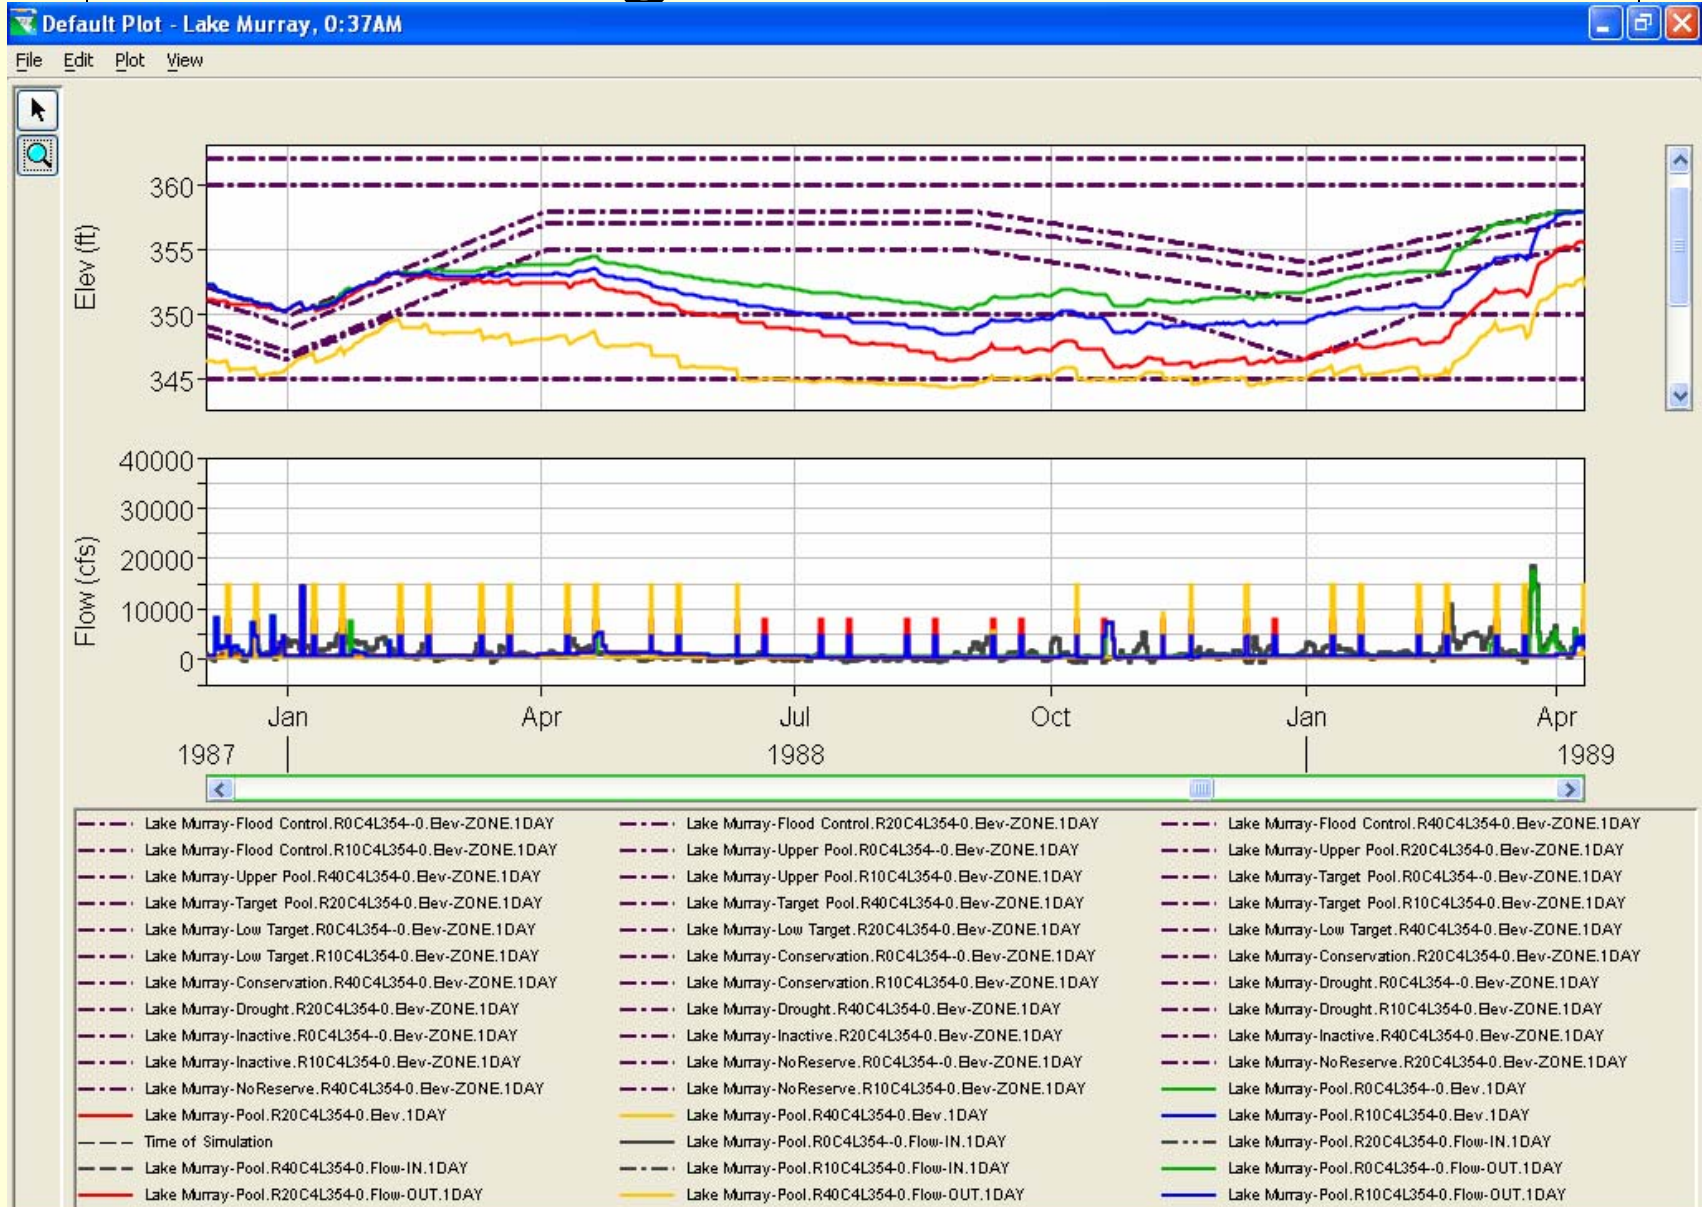 Default Plot - Lake Murray, 0:37AM
File Edit Plot View
Elev (ft)
360
355
350
345
Flow (cfs)
40000
30000
20000
10000
0
Jan Apr Jul Oct Jan Apr
1987 1988 1989
Lake Murray-Flood Control.R0C4L354--0.Elev-ZONE.1DAY Lake Murray-Flood Control.R20C4L354-0.Elev-ZONE.1DAY Lake Murray-Flood Control.R40C4L354-0.Elev-ZONE.1DAY
Lake Murray-Flood Control.R10C4L354-0.Elev-ZONE.1DAY Lake Murray-Upper Pool.R0C4L354--0.Elev-ZONE.1DAY Lake Murray-Upper Pool.R20C4L354-0.Elev-ZONE.1DAY
Lake Murray-Upper Pool.R40C4L354-0.Elev-ZONE.1DAY Lake Murray-Upper Pool.R10C4L354-0.Elev-ZONE.1DAY Lake Murray-Target Pool.R0C4L354--0.Elev-ZONE.1DAY
Lake Murray-Target Pool.R20C4L354-0.Elev-ZONE.1DAY Lake Murray-Target Pool.R40C4L354-0.Elev-ZONE.1DAY Lake Murray-Target Pool.R10C4L354-0.Elev-ZONE.1DAY
Lake Murray-Low Target.R0C4L354--0.Elev-ZONE.1DAY Lake Murray-Low Target.R20C4L354-0.Elev-ZONE.1DAY Lake Murray-Low Target.R40C4L354-0.Elev-ZONE.1DAY
Lake Murray-Low Target.R10C4L354-0.Elev-ZONE.1DAY Lake Murray-Conservation.R0C4L354--0.Elev-ZONE.1DAY Lake Murray-Conservation.R20C4L354-0.Elev-ZONE.1DAY
Lake Murray-Conservation.R40C4L354-0.Elev-ZONE.1DAY Lake Murray-Conservation.R10C4L354-0.Elev-ZONE.1DAY Lake Murray-Drought.R0C4L354--0.Elev-ZONE.1DAY
Lake Murray-Drought.R20C4L354-0.Elev-ZONE.1DAY Lake Murray-Drought.R40C4L354-0.Elev-ZONE.1DAY Lake Murray-Drought.R10C4L354-0.Elev-ZONE.1DAY
Lake Murray-Inactive.R0C4L354--0.Elev-ZONE.1DAY Lake Murray-Inactive.R20C4L354-0.Elev-ZONE.1DAY Lake Murray-Inactive.R40C4L354-0.Elev-ZONE.1DAY
Lake Murray-Inactive.R10C4L354-0.Elev-ZONE.1DAY Lake Murray-NoReserve.R0C4L354--0.Elev-ZONE.1DAY Lake Murray-NoReserve.R20C4L354-0.Elev-ZONE.1DAY
Lake Murray-NoReserve.R40C4L354-0.Elev-ZONE.1DAY Lake Murray-NoReserve.R10C4L354-0.Elev-ZONE.1DAY Lake Murray-Pool.R0C4L354--0.Elev.1DAY
Lake Murray-Pool.R20C4L354-0.Elev.1DAY Lake Murray-Pool.R40C4L354-0.Elev.1DAY Lake Murray-Pool.R10C4L354-0.Elev.1DAY
Time of Simulation Lake Murray-Pool.R0C4L354--0.Flow-IN.1DAY Lake Murray-Pool.R20C4L354-0.Flow-IN.1DAY
Lake Murray-Pool.R40C4L354-0.Flow-IN.1DAY Lake Murray-Pool.R10C4L354-0.Flow-IN.1DAY Lake Murray-Pool.R0C4L354--0.Flow-OUT.1DAY
Lake Murray-Pool.R20C4L354-0.Flow-OUT.1DAY Lake Murray-Pool.R40C4L354-0.Flow-OUT.1DAY Lake Murray-Pool.R10C4L354-0.Flow-OUT.1DAY